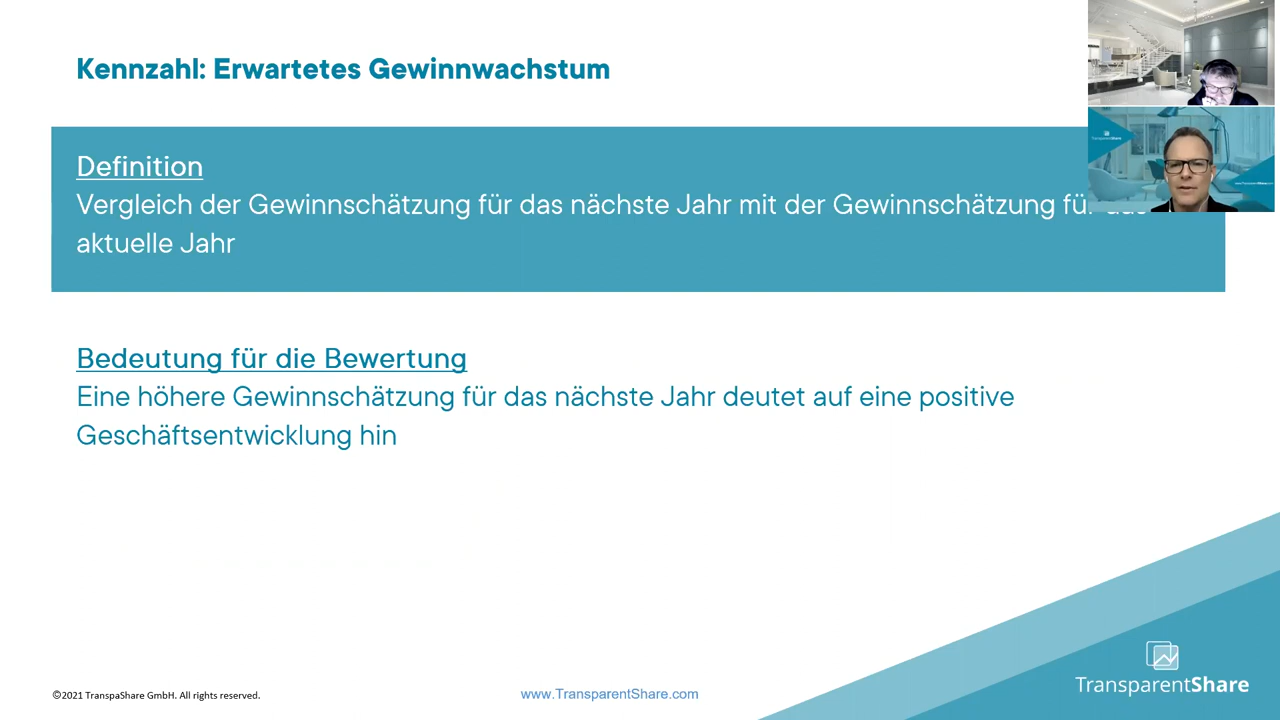 Kennzahl: Erwartetes Gewinnwachstum
Definition
Vergleich der Gewinnschätzung für das nächste Jahr mit der Gewinnschätzung für das
aktuelle Jahr
Bedeutung für die Bewertung
Eine höhere Gewinnschätzung für das nächste Jahr deutet auf eine positive
Geschäftsentwicklung hin
©2021 TranspaShare GmbH. All rights reserved.
www.TransparentShare.com
TransparentShare